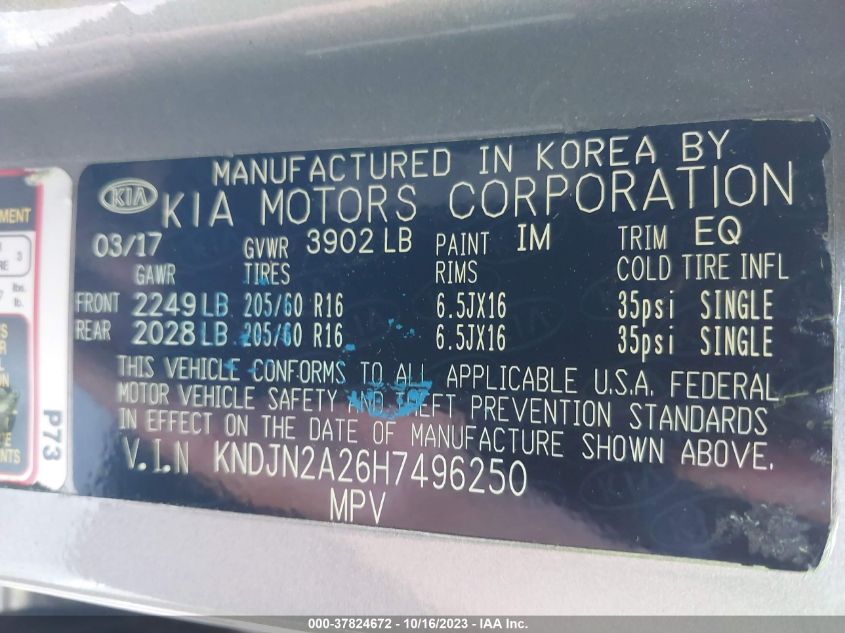 MANUFACTURED IN KOREA BY
KIA KIA MOTORS CORPORATION
03/17 GVWR 3902 LB PAINT IM TRIM EQ
GAWR TIRES RIMS COLD TIRE INFL
FRONT 2249 LB 205/60 R16 6.5JX16 35psi SINGLE
REAR 2028 LB 205/60 R16 6.5JX16 35psi SINGLE
THIS VEHICLE CONFORMS TO ALL APPLICABLE U.S.A. FEDERAL
MOTOR VEHICLE SAFETY AND THEFT PREVENTION STANDARDS
IN EFFECT ON THE DATE OF MANUFACTURE SHOWN ABOVE.
V.I.N KNDJN2A26H7496250
MPV
P73
000-37824672 - 10/16/2023 - IAA Inc.